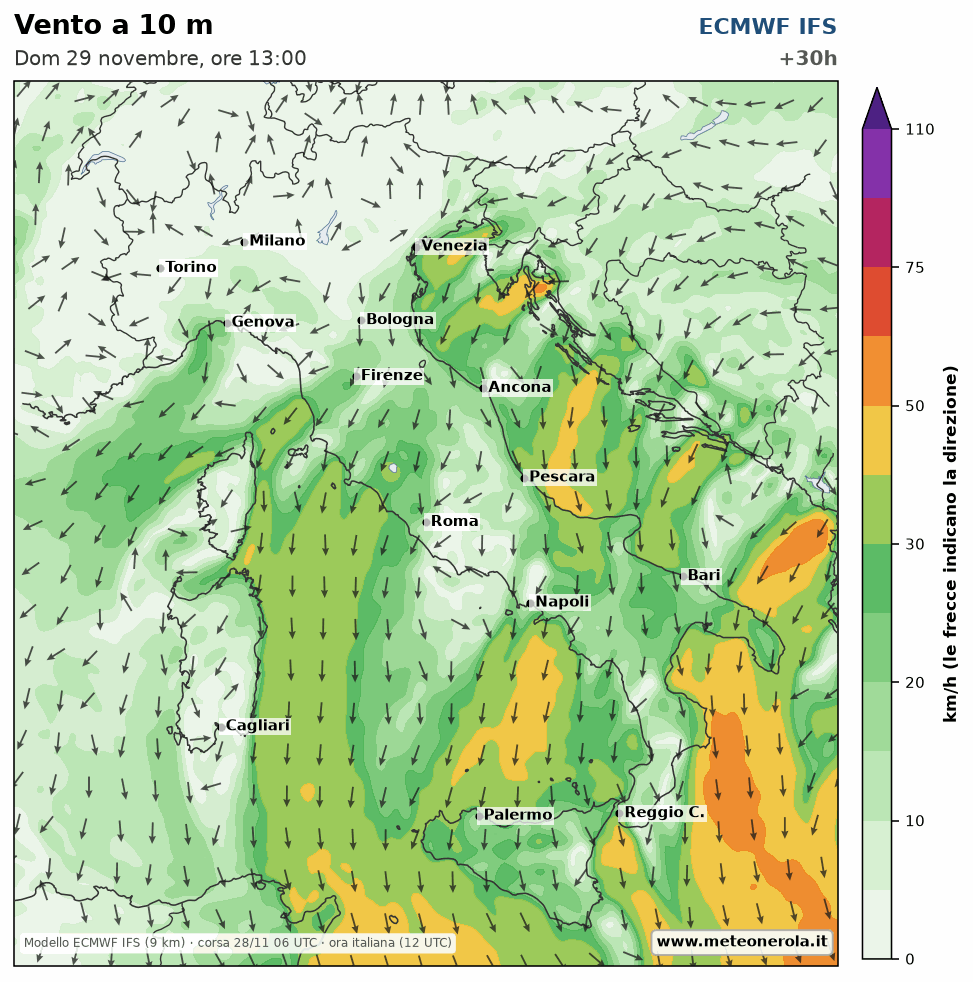 Vento a 10 m
ECMWF IFS
Dom 29 novembre, ore 13:00
+30h
110
Milano
Venezia
Torino
75
Genova
Bologna
Firenze
Ancona
50
Pescara
Roma
30
Bari
Napoli
20
Cagliari
Palermo
Reggio C.
10
Modello ECMWF IFS (9 km) · corsa 28/11 06 UTC · ora italiana (12 UTC)
www.meteonerola.it
0
km/h (le frecce indicano la direzione)